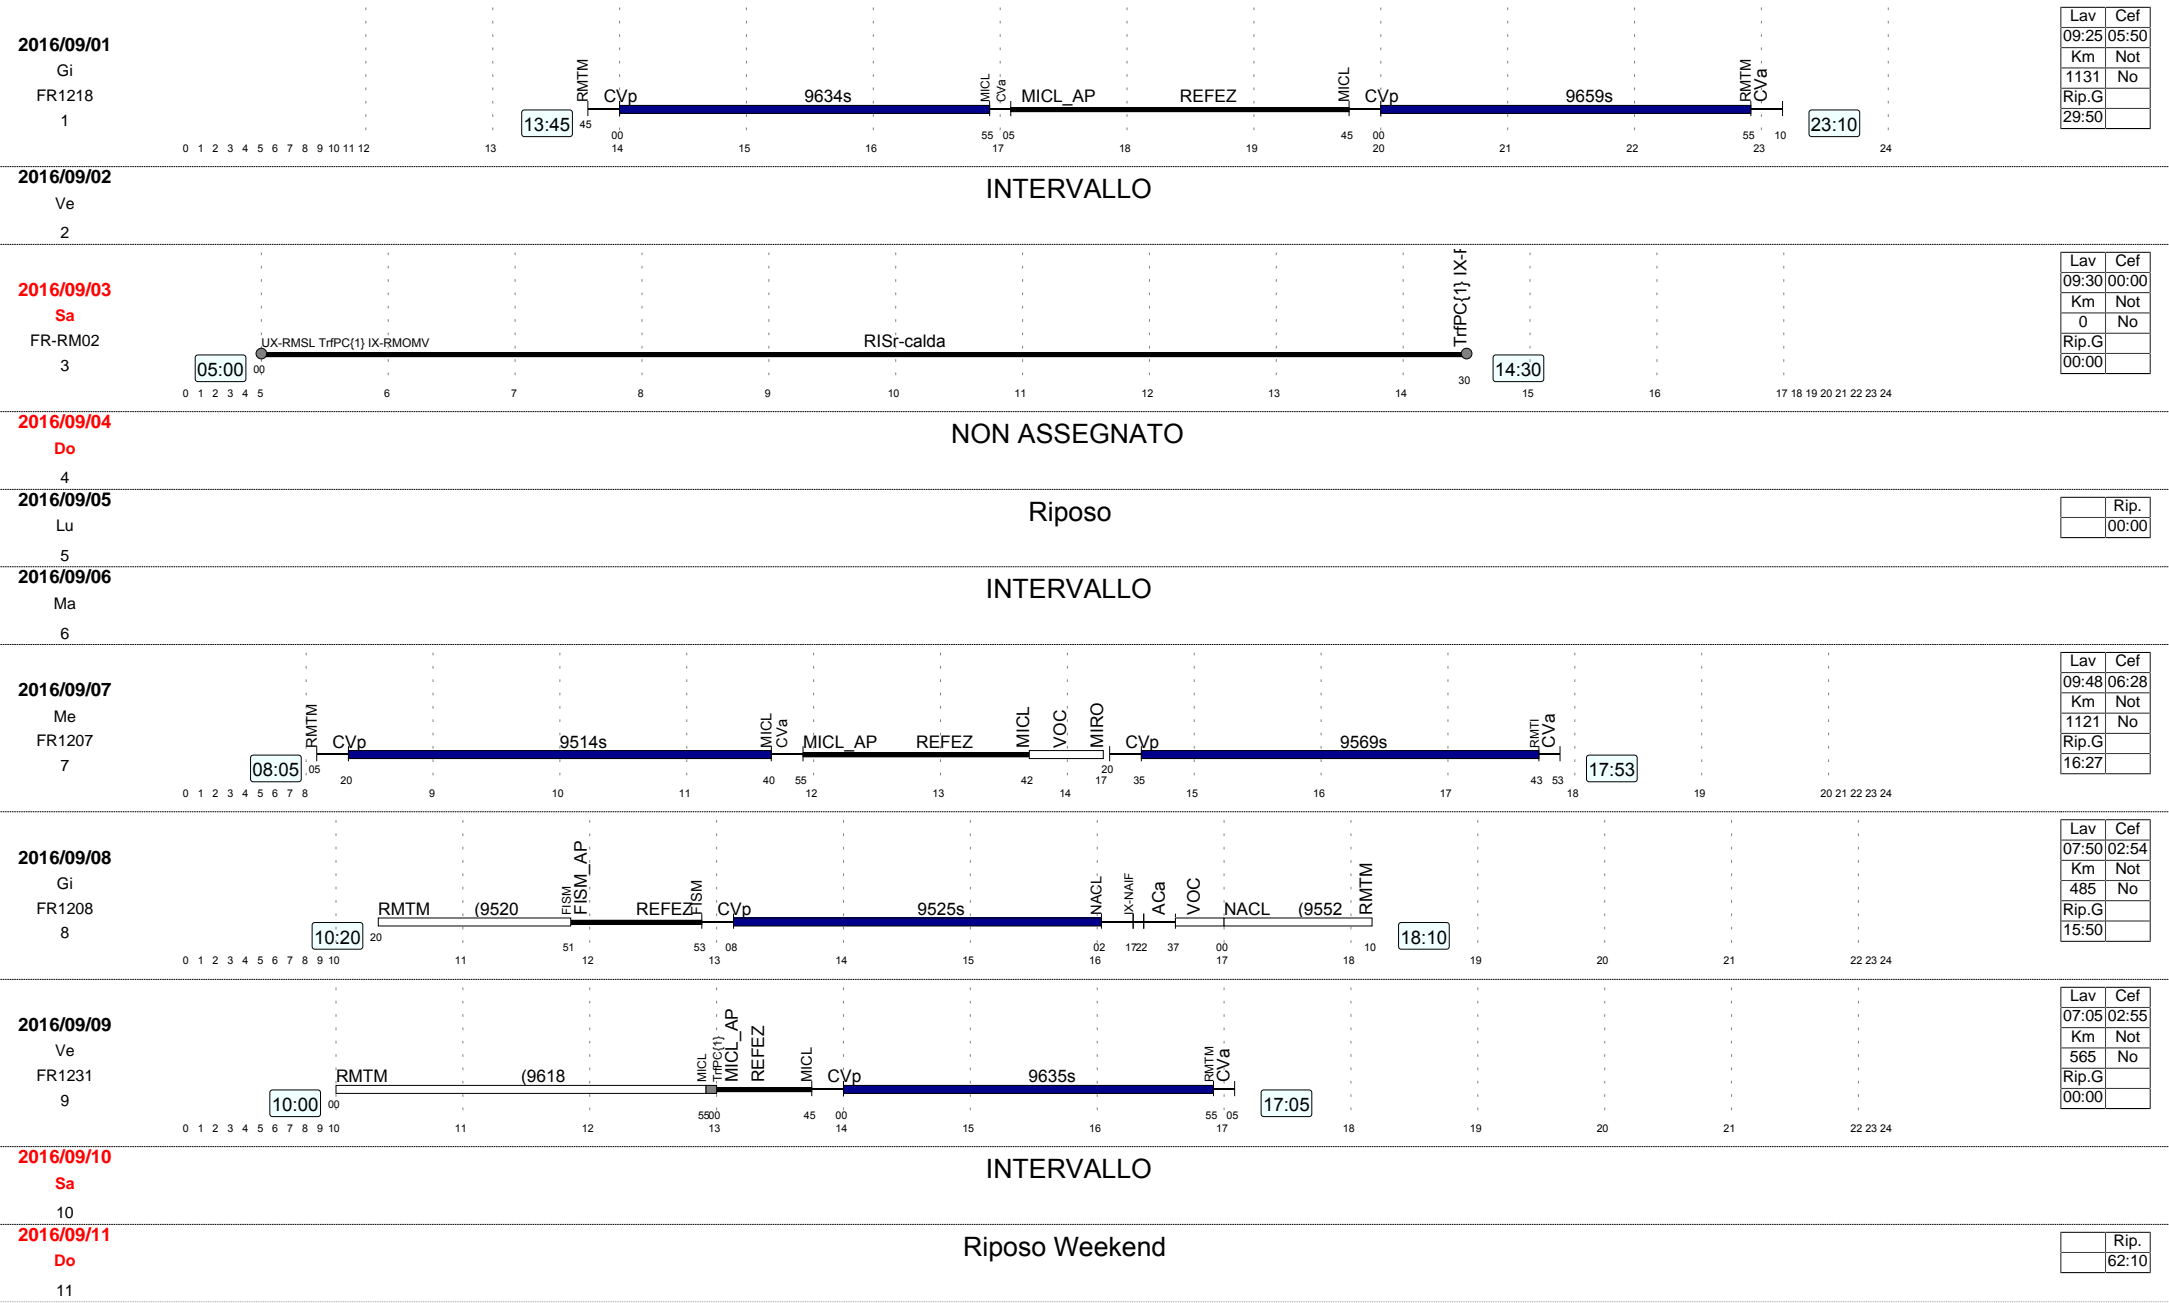 2016/09/01
Gi
FR1218
1
13:45
RMTM CVp 9634s MICL CVa MICL_AP REFEZ MICL CVp 9659s RMTM CVa
45 00 55 05 45 00 55 10
23:10
0 1 2 3 4 5 6 7 8 9 10 11 12 13 14 15 16 17 18 19 20 21 22 23 24
Lav Cef
09:25 05:50
Km Not
1131 No
Rip.G
29:50
2016/09/02
Ve
2
INTERVALLO
2016/09/03
Sa
FR-RM02
3
05:00
UX-RMSL TrfPC{1} IX-RMOMV RISr-calda TrfPC{1} IX-
00 30
14:30
0 1 2 3 4 5 6 7 8 9 10 11 12 13 14 15 16 17 18 19 20 21 22 23 24
Lav Cef
09:30 00:00
Km Not
0 No
Rip.G
00:00
2016/09/04
Do
4
NON ASSEGNATO
2016/09/05
Lu
5
Riposo
Rip.
00:00
2016/09/06
Ma
6
INTERVALLO
2016/09/07
Me
FR1207
7
08:05
RMTM CVp 9514s MICL CVa MICL_AP REFEZ MICL VOC MIRO CVp 9569s RMTI CVa
05 20 40 55 42 17 20 35 43 53
17:53
0 1 2 3 4 5 6 7 8 9 10 11 12 13 14 15 16 17 18 19 20 21 22 23 24
Lav Cef
09:48 06:28
Km Not
1121 No
Rip.G
16:27
2016/09/08
Gi
FR1208
8
10:20
RMTM (9520 FISM FISM_AP REFEZ FISM CVp 9525s NACL IX-NAIF ACa VOC NACL (9552 RMTM
20 51 53 08 02 17 22 37 00 10
18:10
0 1 2 3 4 5 6 7 8 9 10 11 12 13 14 15 16 17 18 19 20 21 22 23 24
Lav Cef
07:50 02:54
Km Not
485 No
Rip.G
15:50
2016/09/09
Ve
FR1231
9
10:00
RMTM (9618 MICL TrfPC{1} MICL_AP REFEZ MICL CVp 9635s RMTM CVa
00 55 00 45 00 55 05
17:05
0 1 2 3 4 5 6 7 8 9 10 11 12 13 14 15 16 17 18 19 20 21 22 23 24
Lav Cef
07:05 02:55
Km Not
565 No
Rip.G
00:00
2016/09/10
Sa
10
INTERVALLO
2016/09/11
Do
11
Riposo Weekend
Rip.
62:10